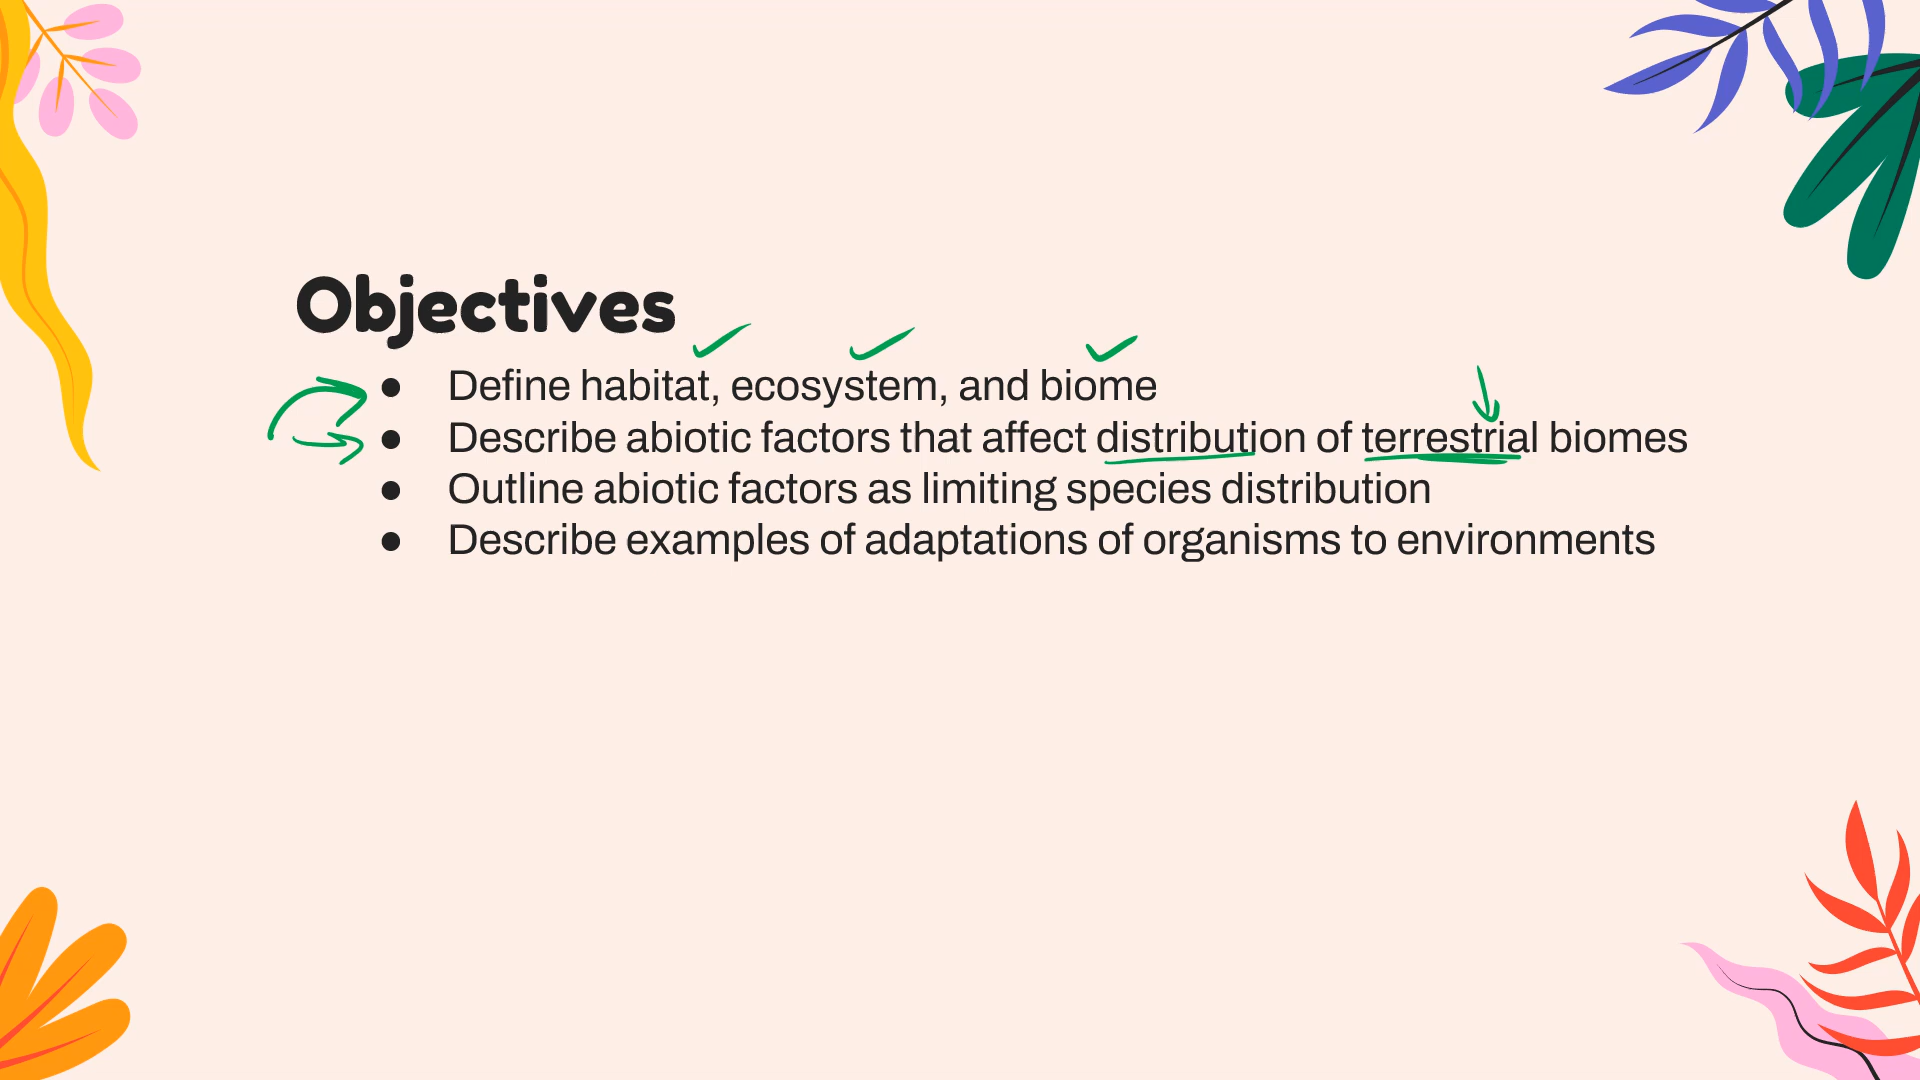 Objectives
● Define habitat, ecosystem, and biome
● Describe abiotic factors that affect distribution of terrestrial biomes
● Outline abiotic factors as limiting species distribution
● Describe examples of adaptations of organisms to environments